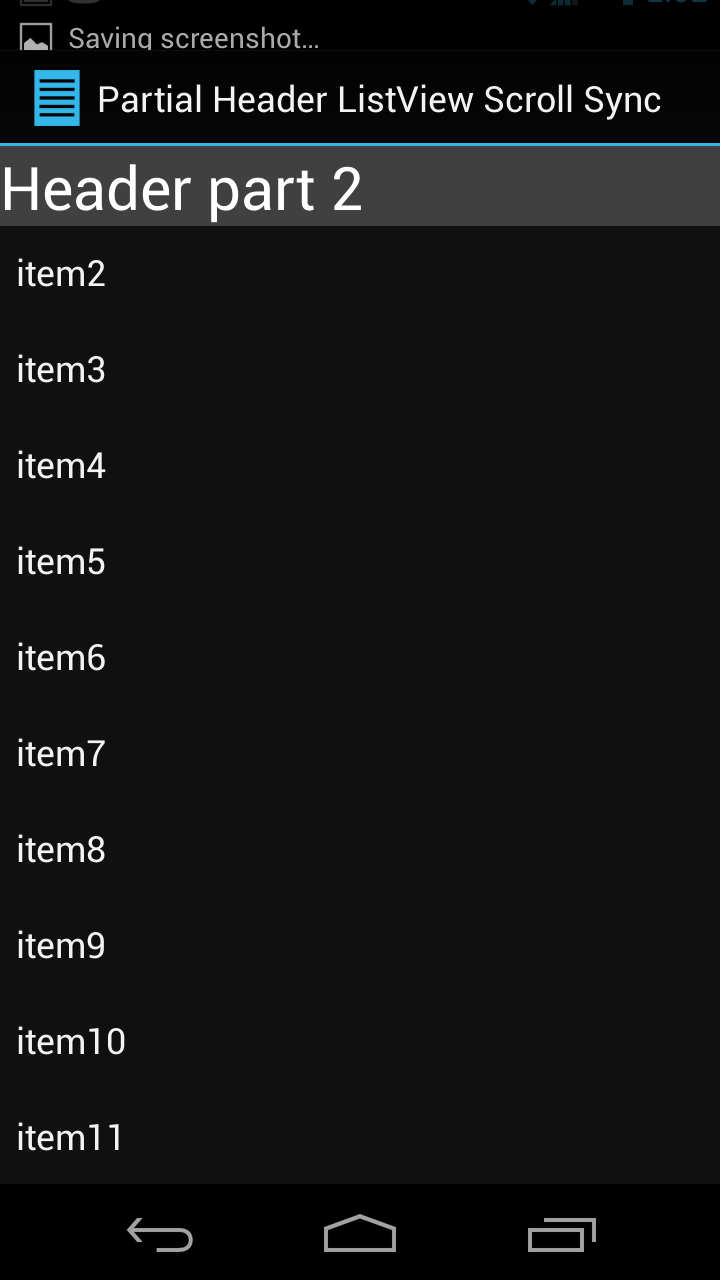 Saving screenshot...
Partial Header ListView Scroll Sync
Header part 2
item2
item3
item4
item5
item6
item7
item8
item9
item10
item11